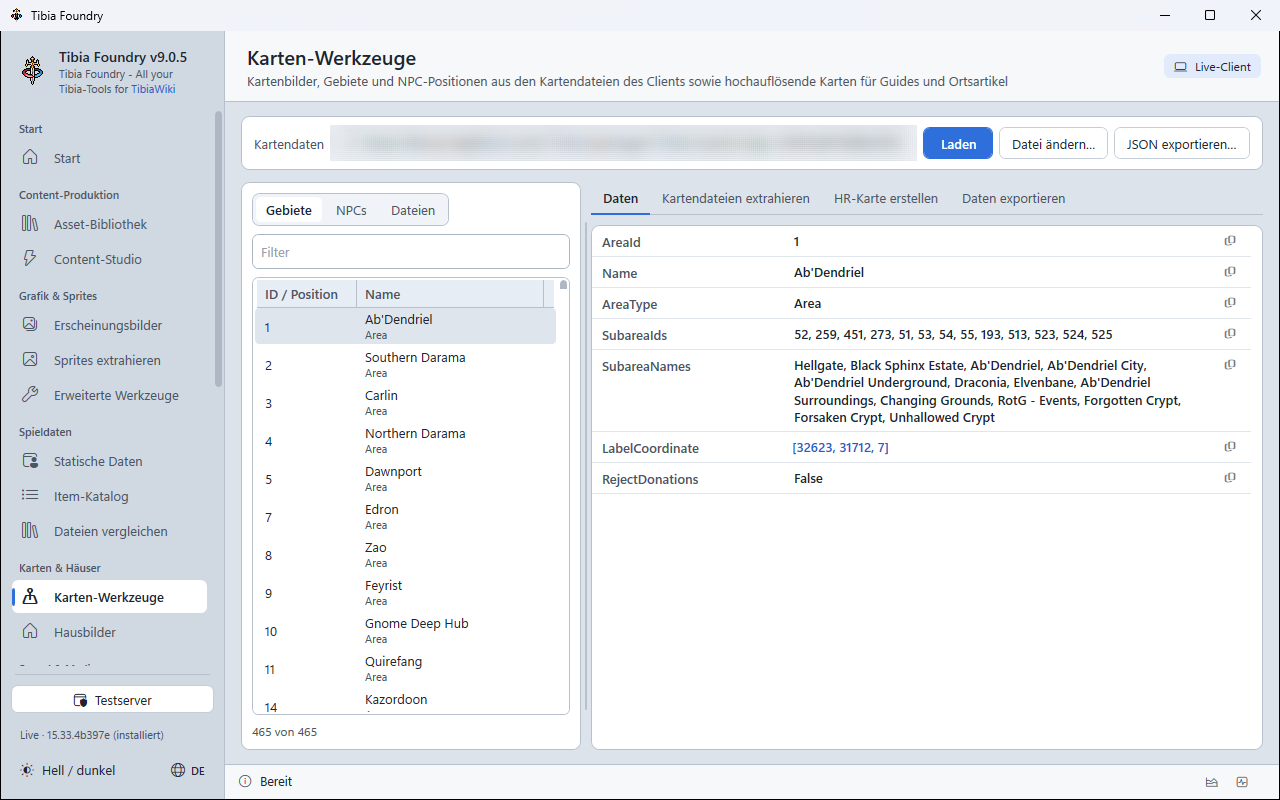 Tibia Foundry
Tibia Foundry v9.0.5
Tibia Foundry - All your
Tibia-Tools for TibiaWiki
Start
Start
Content-Produktion
Asset-Bibliothek
Content-Studio
Grafik & Sprites
Erscheinungsbilder
Sprites extrahieren
Erweiterte Werkzeuge
Spieldaten
Statische Daten
Item-Katalog
Dateien vergleichen
Karten & Häuser
Karten-Werkzeuge
Hausbilder
Testserver
Live · 15.33.4b397e (installiert)
Hell / dunkel DE
Karten-Werkzeuge
Kartenbilder, Gebiete und NPC-Positionen aus den Kartendateien des Clients sowie hochauflösende Karten für Guides und Ortsartikel
Live-Client
Kartendaten Laden Datei ändern... JSON exportieren...
Gebiete NPCs Dateien
Filter
ID / Position Name
1 Ab'Dendriel
Area
2 Southern Darama
Area
3 Carlin
Area
4 Northern Darama
Area
5 Dawnport
Area
7 Edron
Area
8 Zao
Area
9 Feyrist
Area
10 Gnome Deep Hub
Area
11 Quirefang
Area
14 Kazordoon
465 von 465
Daten Kartendateien extrahieren HR-Karte erstellen Daten exportieren
AreaId 1
Name Ab'Dendriel
AreaType Area
SubareaIds 52, 259, 451, 273, 51, 53, 54, 55, 193, 513, 523, 524, 525
SubareaNames Hellgate, Black Sphinx Estate, Ab'Dendriel, Ab'Dendriel City,
Ab'Dendriel Underground, Draconia, Elvenbane, Ab'Dendriel
Surroundings, Changing Grounds, RotG - Events, Forgotten Crypt,
Forsaken Crypt, Unhallowed Crypt
LabelCoordinate [32623, 31712, 7]
RejectDonations False
Bereit